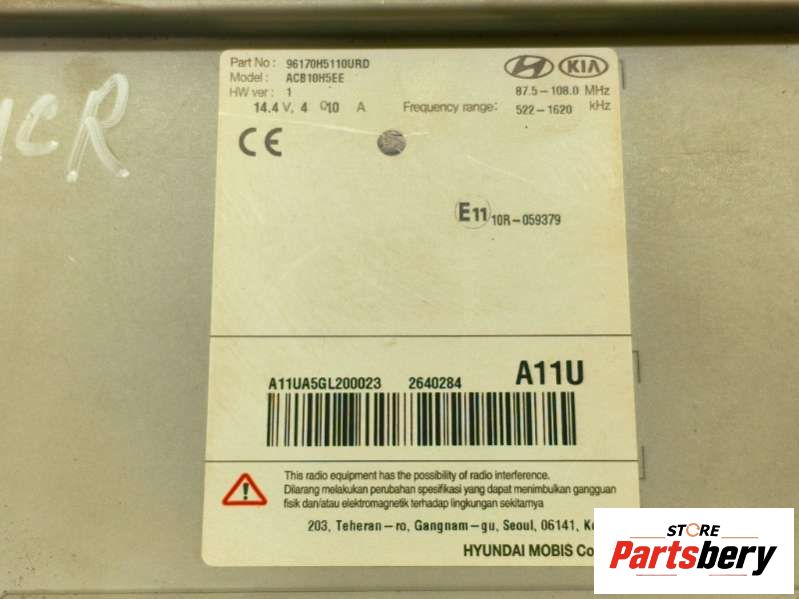 Part No : 96170H5110URD
Model : ACB10H5EE
HW ver : 1
14.4 V, 4 Ω 10 A
KIA
87.5 - 108.0 MHz
Frequency range: 522 - 1620 kHz
CE
E11 10R - 059379
ICR
A11UA5GL200023 2640284 A11U
This radio equipment has the possibility of radio interference.
Dilarang melakukan perubahan spesifikasi yang dapat menimbulkan gangguan
fisik dan/atau elektromagnetik terhadap lingkungan sekitarnya
203, Teheran-ro, Gangnam-gu, Seoul, 06141,
HYUNDAI MOBIS
STORE
Partsbery